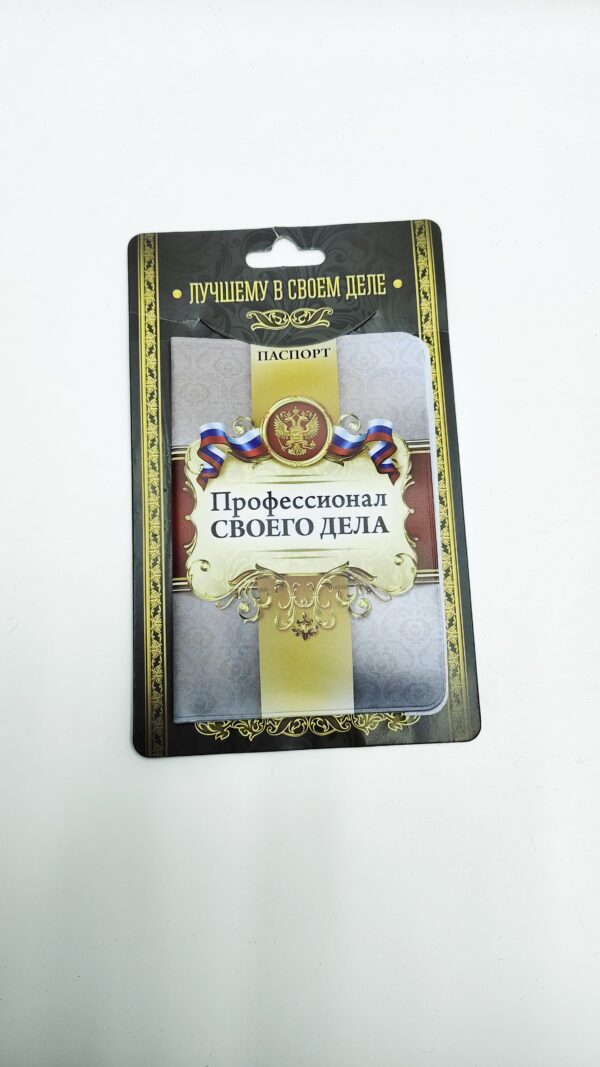 • ЛУЧШЕМУ В СВОЕМ ДЕЛЕ •
ПАСПОРТ
Профессионал
СВОЕГО ДЕЛА